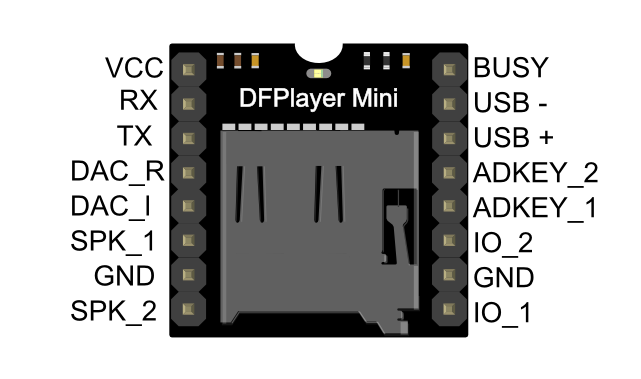 VCC
RX
TX
DAC_R
DAC_I
SPK_1
GND
SPK_2
DFPlayer Mini
BUSY
USB -
USB +
ADKEY_2
ADKEY_1
IO_2
GND
IO_1